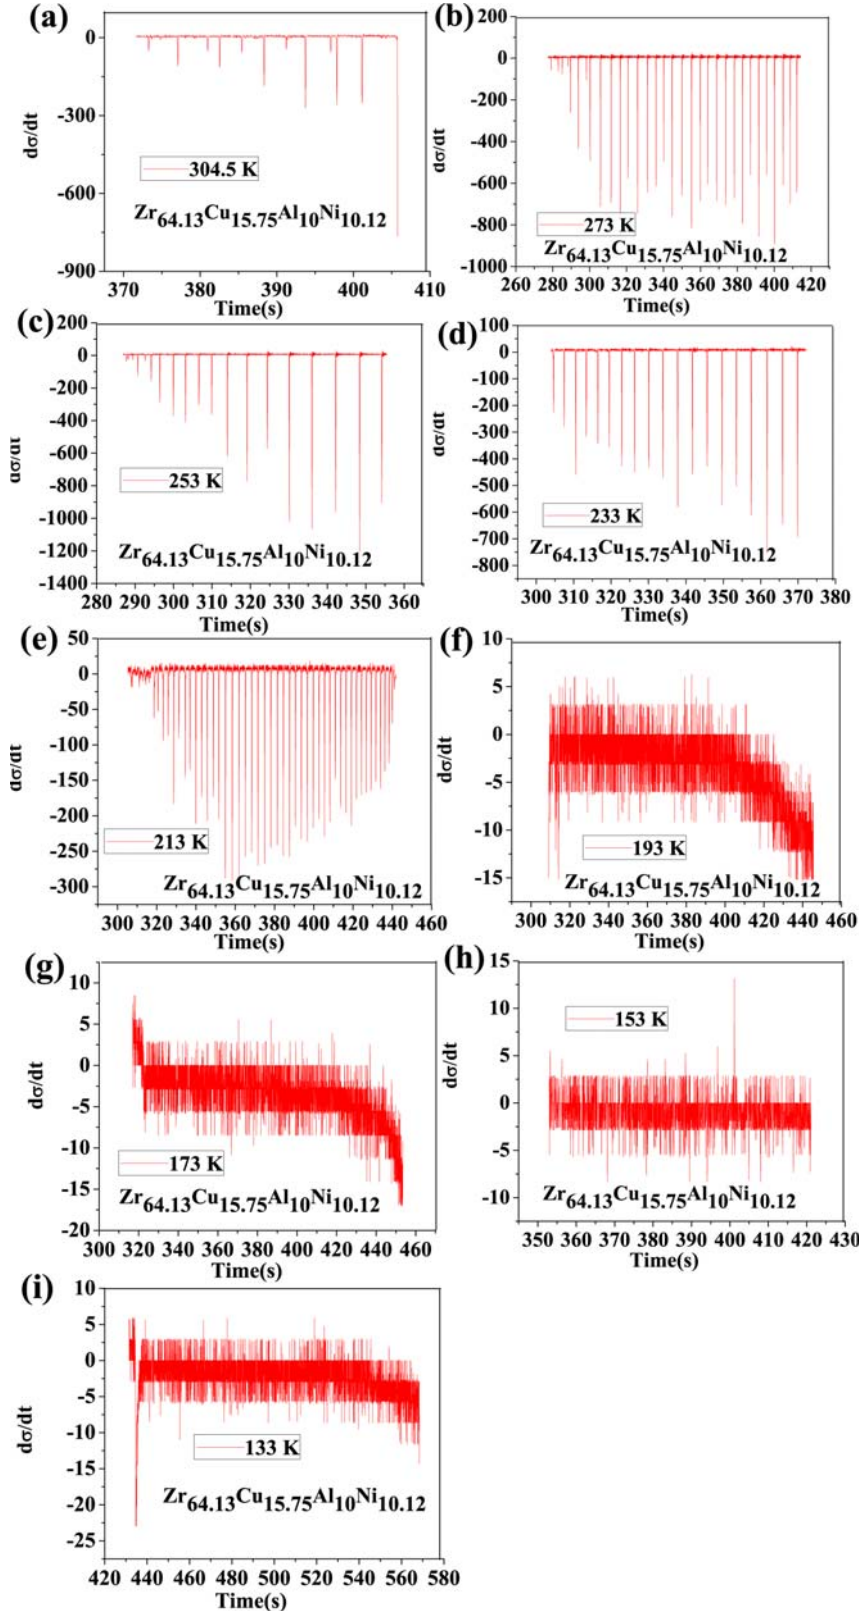 (a)
0
-300
-600
-900
dσ/dt
304.5 K
Zr64.13Cu15.75Al10Ni10.12
370 380 390 400 410
Time(s)
(b)
200
0
-200
-400
-600
-800
-1000
dσ/dt
273 K
Zr64.13Cu15.75Al10Ni10.12
260 280 300 320 340 360 380 400 420
Time(s)
(c)
200
0
-200
-400
-600
-800
-1000
-1200
-1400
dσ/dt
253 K
Zr64.13Cu15.75Al10Ni10.12
280 290 300 310 320 330 340 350 360
Time(s)
(d)
100
0
-100
-200
-300
-400
-500
-600
-700
-800
dσ/dt
233 K
Zr64.13Cu15.75Al10Ni10.12
300 310 320 330 340 350 360 370 380
Time(s)
(e)
50
0
-50
-100
-150
-200
-250
-300
dσ/dt
213 K
Zr64.13Cu15.75Al10Ni10.12
300 320 340 360 380 400 420 440 460
Time(s)
(f)
10
5
0
-5
-10
-15
dσ/dt
193 K
Zr64.13Cu15.75Al10Ni10.12
310 320 340 360 380 400 420 440 460
Time(s)
(g)
10
5
0
-5
-10
-15
-20
dσ/dt
173 K
Zr64.13Cu15.75Al10Ni10.12
300 320 340 360 380 400 420 440 460
Time(s)
(h)
15
10
5
0
-5
-10
dσ/dt
153 K
Zr64.13Cu15.75Al10Ni10.12
350 360 370 380 390 400 410 420 430
Time(s)
(i)
10
5
0
-5
-10
-15
-20
-25
dσ/dt
133 K
Zr64.13Cu15.75Al10Ni10.12
420 440 460 480 500 520 540 560 580
Time(s)